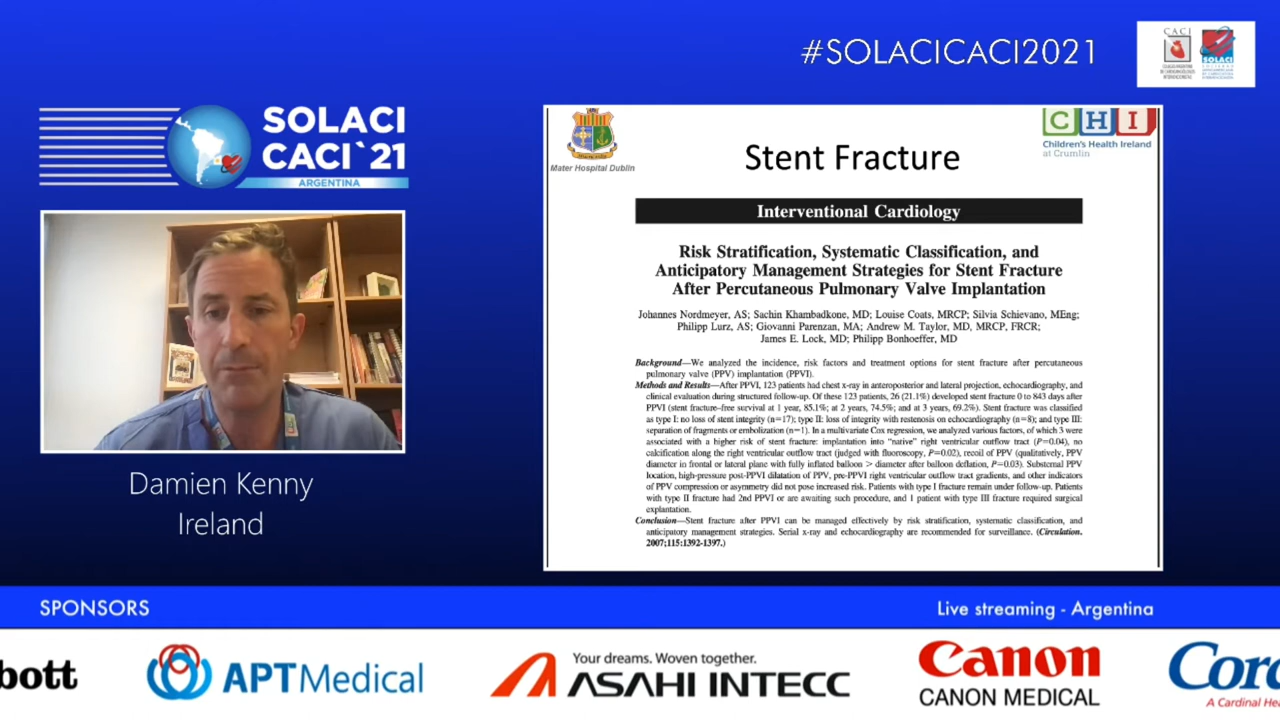 #SOLACICACI2021
CACI
SOLACI
SOLACI
CACI`21
ARGENTINA
Damien Kenny
Ireland
Mater Hospital Dublin
CHI
Children's Health Ireland
at Crumlin
Stent Fracture
Interventional Cardiology
Risk Stratification, Systematic Classification, and
Anticipatory Management Strategies for Stent Fracture
After Percutaneous Pulmonary Valve Implantation
Johannes Nordmeyer, AS; Sachin Khambadkone, MD; Louise Coats, MRCP; Silvia Schievano, MEng;
Philipp Lurz, AS; Giovanni Parenzan, MA; Andrew M. Taylor, MD, MRCP, FRCR;
James E. Lock, MD; Philipp Bonhoeffer, MD
Background—We analyzed the incidence, risk factors and treatment options for stent fracture after percutaneous
pulmonary valve (PPV) implantation (PPVI).
Methods and Results—After PPVI, 123 patients had chest x-ray in anteroposterior and lateral projection, echocardiography, and
clinical evaluation during structured follow-up. Of these 123 patients, 26 (21.1%) developed stent fracture 0 to 843 days after
PPVI (stent fracture–free survival at 1 year, 85.1%; at 2 years, 74.5%; and at 3 years, 69.2%). Stent fracture was classified
as type I: no loss of stent integrity (n=17); type II: loss of integrity with restenosis on echocardiography (n=8); and type III:
separation of fragments or embolization (n=1). In a multivariate Cox regression, we analyzed various factors, of which 3 were
associated with a higher risk of stent fracture: implantation into "native" right ventricular outflow tract (P=0.04), no
calcification along the right ventricular outflow tract (judged with fluoroscopy, P=0.02), recoil of PPV (qualitatively, PPV
diameter in frontal or lateral plane with fully inflated balloon > diameter after balloon deflation, P=0.03). Substernal PPV
location, high-pressure post-PPVI dilatation of PPV, pre-PPVI right ventricular outflow tract gradients, and other indicators
of PPV compression or asymmetry did not pose increased risk. Patients with type I fracture remain under follow-up. Patients
with type II fracture had 2nd PPVI or are awaiting such procedure, and 1 patient with type III fracture required surgical
explantation.
Conclusion—Stent fracture after PPVI can be managed effectively by risk stratification, systematic classification, and
anticipatory management strategies. Serial x-ray and echocardiography are recommended for surveillance. (Circulation.
2007;115:1392-1397.)
SPONSORS
Live streaming - Argentina
bott
APTMedical
Your dreams. Woven together.
ASAHI INTECC
Canon
CANON MEDICAL
Cor
A Cardinal He